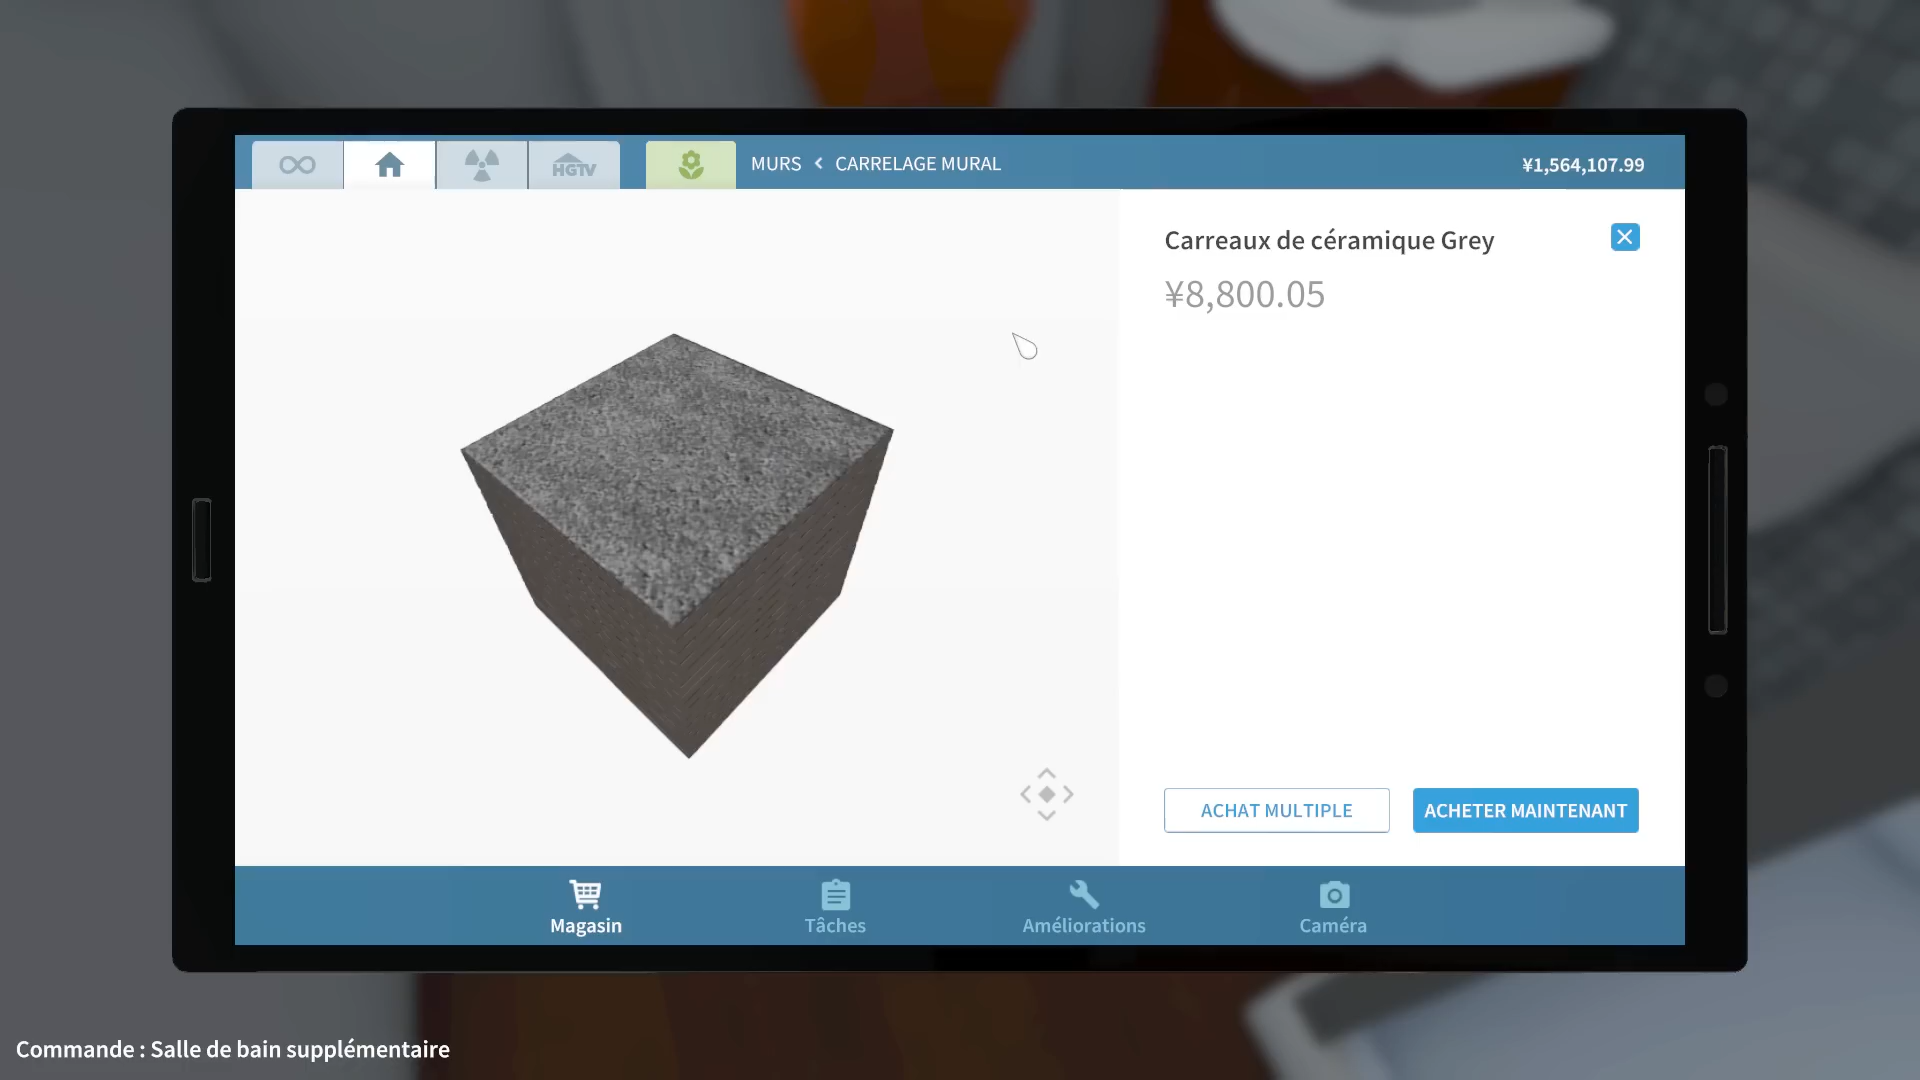 HGTV
MURS < CARRELAGE MURAL
¥1,564,107.99
Carreaux de céramique Grey
¥8,800.05
ACHAT MULTIPLE
ACHETER MAINTENANT
Magasin
Tâches
Améliorations
Caméra
Commande : Salle de bain supplémentaire